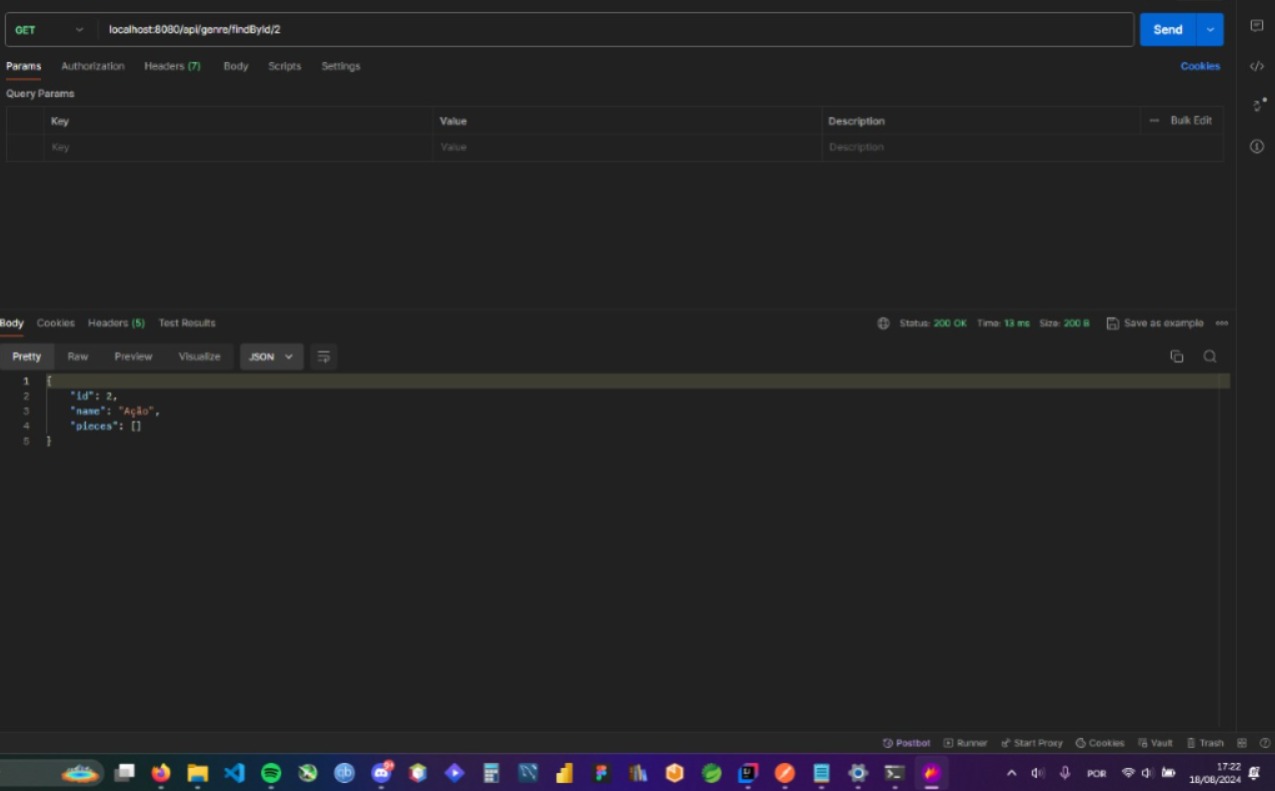 GET localhost:8080/api/genre/findById/2 Send
Params Authorization Headers (7) Body Scripts Settings Cookies
Query Params
Key Value Description Bulk Edit
Key Value Description
Body Cookies Headers (5) Test Results Status: 200 OK Time: 13 ms Size: 200 B Save as example
Pretty Raw Preview Visualize JSON
1 {
2 "id": 2,
3 "name": "Ação",
4 "pieces": []
5 }
Postbot Runner Start Proxy Cookies Vault Trash
POR 17:22
18/08/2024